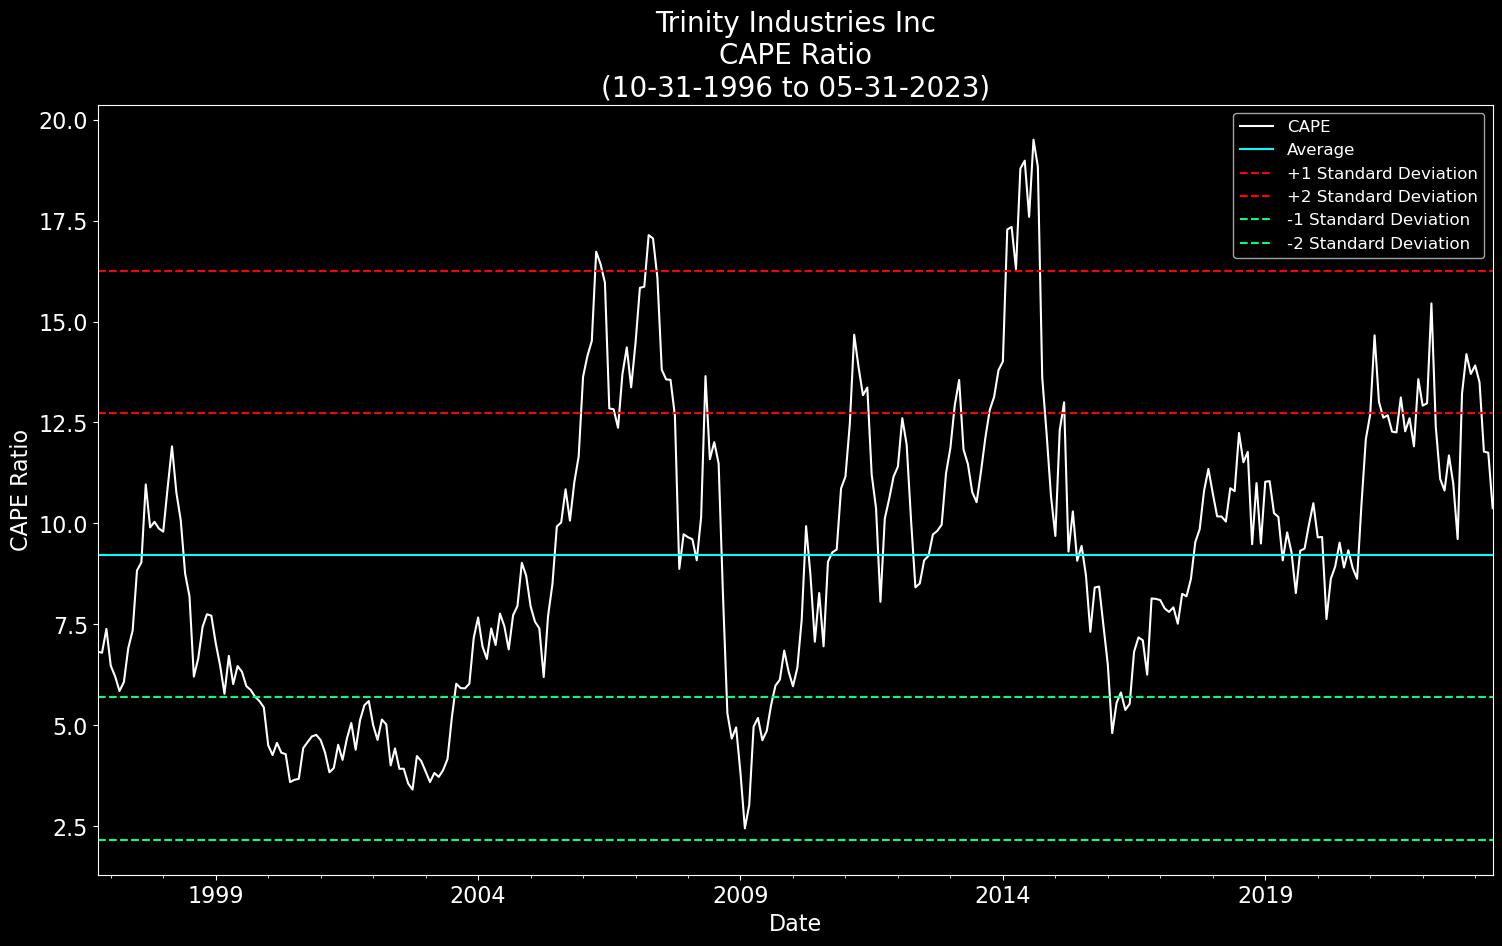 Trinity Industries Inc
CAPE Ratio
(10-31-1996 to 05-31-2023)
20.0
17.5
15.0
12.5
10.0
7.5
5.0
2.5
CAPE Ratio
CAPE
Average
+1 Standard Deviation
+2 Standard Deviation
-1 Standard Deviation
-2 Standard Deviation
1999 2004 2009 2014 2019
Date